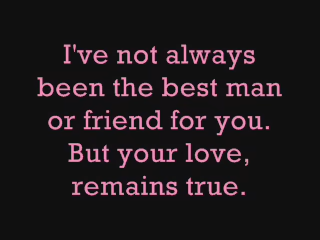 I've not always
been the best man
or friend for you.
But your love,
remains true.